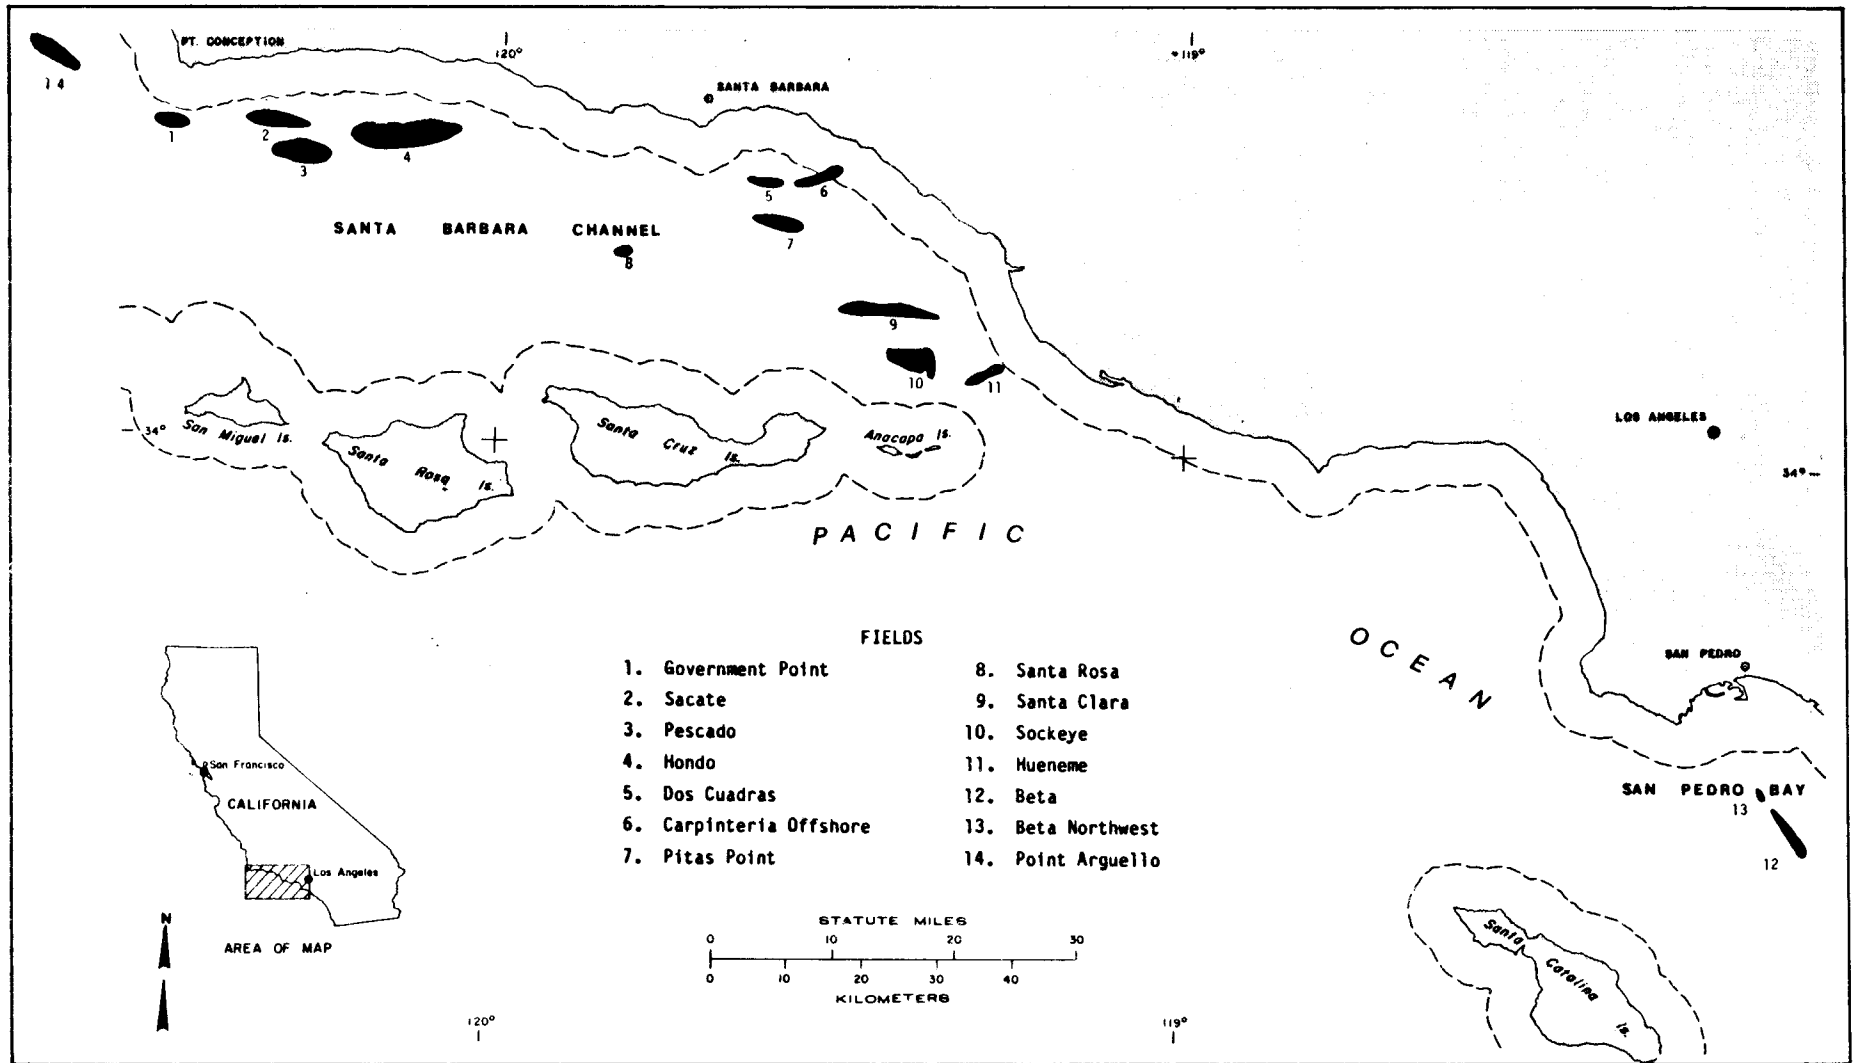 PT. CONCEPTION
120°
119°
14
SANTA BARBARA
1
2
3
4
5
6
7
8
SANTA BARBARA CHANNEL
9
10
11
34°
San Miguel Is.
Santa Rosa Is.
Santa Cruz Is.
Anacapa Is.
LOS ANGELES
34°
PACIFIC
OCEAN
SAN PEDRO
SAN PEDRO BAY
13
12
Santa Catalina Is.
FIELDS
1. Government Point
2. Sacate
3. Pescado
4. Hondo
5. Dos Cuadras
6. Carpinteria Offshore
7. Pitas Point
8. Santa Rosa
9. Santa Clara
10. Sockeye
11. Hueneme
12. Beta
13. Beta Northwest
14. Point Arguello
San Francisco
CALIFORNIA
Los Angeles
N
AREA OF MAP
STATUTE MILES
0 10 20 30
0 10 20 30 40
KILOMETERS
120°
119°